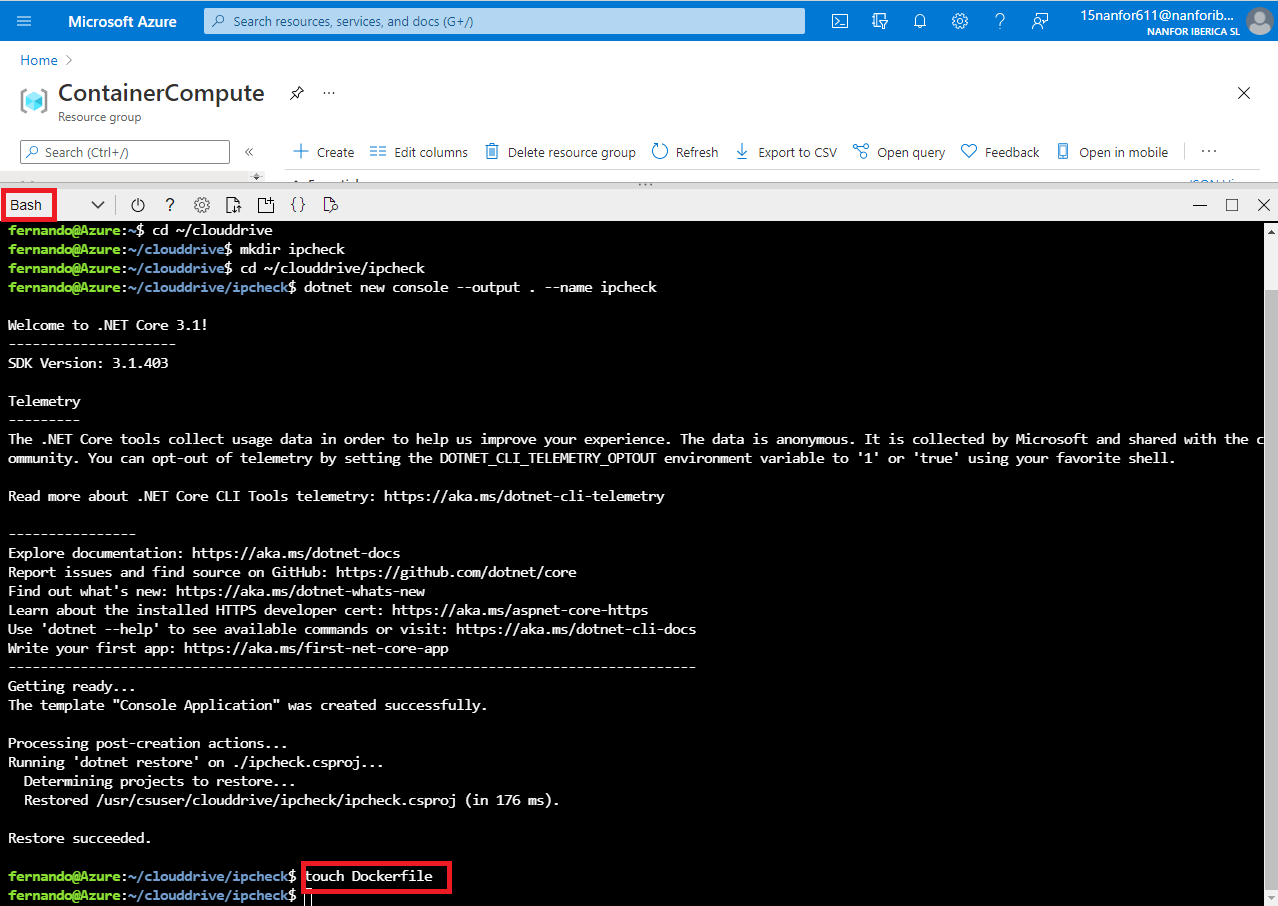 Microsoft Azure
Search resources, services, and docs (G+/)
15nanfor611@nanforib...
NANFOR IBERICA SL
Home
ContainerCompute
Resource group
Search (Ctrl+/)
Create
Edit columns
Delete resource group
Refresh
Export to CSV
Open query
Feedback
Open in mobile
Bash
fernando@Azure:~$ cd ~/clouddrive
fernando@Azure:~/clouddrive$ mkdir ipcheck
fernando@Azure:~/clouddrive$ cd ~/clouddrive/ipcheck
fernando@Azure:~/clouddrive/ipcheck$ dotnet new console --output . --name ipcheck
Welcome to .NET Core 3.1!
---------------------
SDK Version: 3.1.403
Telemetry
---------
The .NET Core tools collect usage data in order to help us improve your experience. The data is anonymous. It is collected by Microsoft and shared with the c
ommunity. You can opt-out of telemetry by setting the DOTNET_CLI_TELEMETRY_OPTOUT environment variable to '1' or 'true' using your favorite shell.
Read more about .NET Core CLI Tools telemetry: https://aka.ms/dotnet-cli-telemetry
----------------
Explore documentation: https://aka.ms/dotnet-docs
Report issues and find source on GitHub: https://github.com/dotnet/core
Find out what's new: https://aka.ms/dotnet-whats-new
Learn about the installed HTTPS developer cert: https://aka.ms/aspnet-core-https
Use 'dotnet --help' to see available commands or visit: https://aka.ms/dotnet-cli-docs
Write your first app: https://aka.ms/first-net-core-app
--------------------------------------------------------------------------------------
Getting ready...
The template "Console Application" was created successfully.
Processing post-creation actions...
Running 'dotnet restore' on ./ipcheck.csproj...
Determining projects to restore...
Restored /usr/csuser/clouddrive/ipcheck/ipcheck.csproj (in 176 ms).
Restore succeeded.
fernando@Azure:~/clouddrive/ipcheck$ touch Dockerfile
fernando@Azure:~/clouddrive/ipcheck$